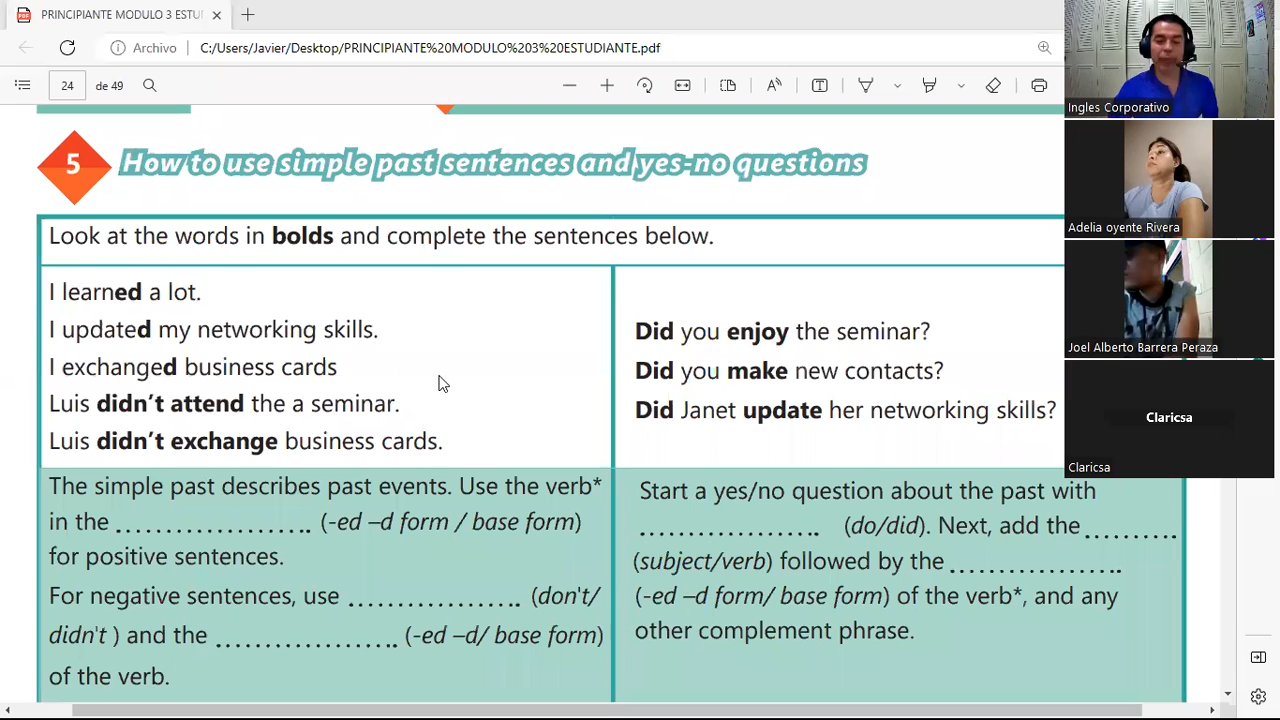 PRINCIPIANTE MODULO 3 ESTU
Archivo
C:/Users/Javier/Desktop/PRINCIPIANTE%20MODULO%203%20ESTUDIANTE.pdf
24
de 49
5
How to use simple past sentences and yes-no questions
Look at the words in bolds and complete the sentences below.
I learned a lot.
I updated my networking skills.
I exchanged business cards
Luis didn't attend the a seminar.
Luis didn't exchange business cards.
Did you enjoy the seminar?
Did you make new contacts?
Did Janet update her networking skills?
The simple past describes past events. Use the verb*
in the .................... (-ed –d form / base form)
for positive sentences.
For negative sentences, use .................. (don't/
didn't ) and the ................... (-ed –d/ base form)
of the verb.
Start a yes/no question about the past with
................... (do/did). Next, add the ..........
(subject/verb) followed by the ..................
(-ed –d form/ base form) of the verb*, and any
other complement phrase.
Ingles Corporativo
Adelia oyente Rivera
Joel Alberto Barrera Peraza
Claricsa
Claricsa